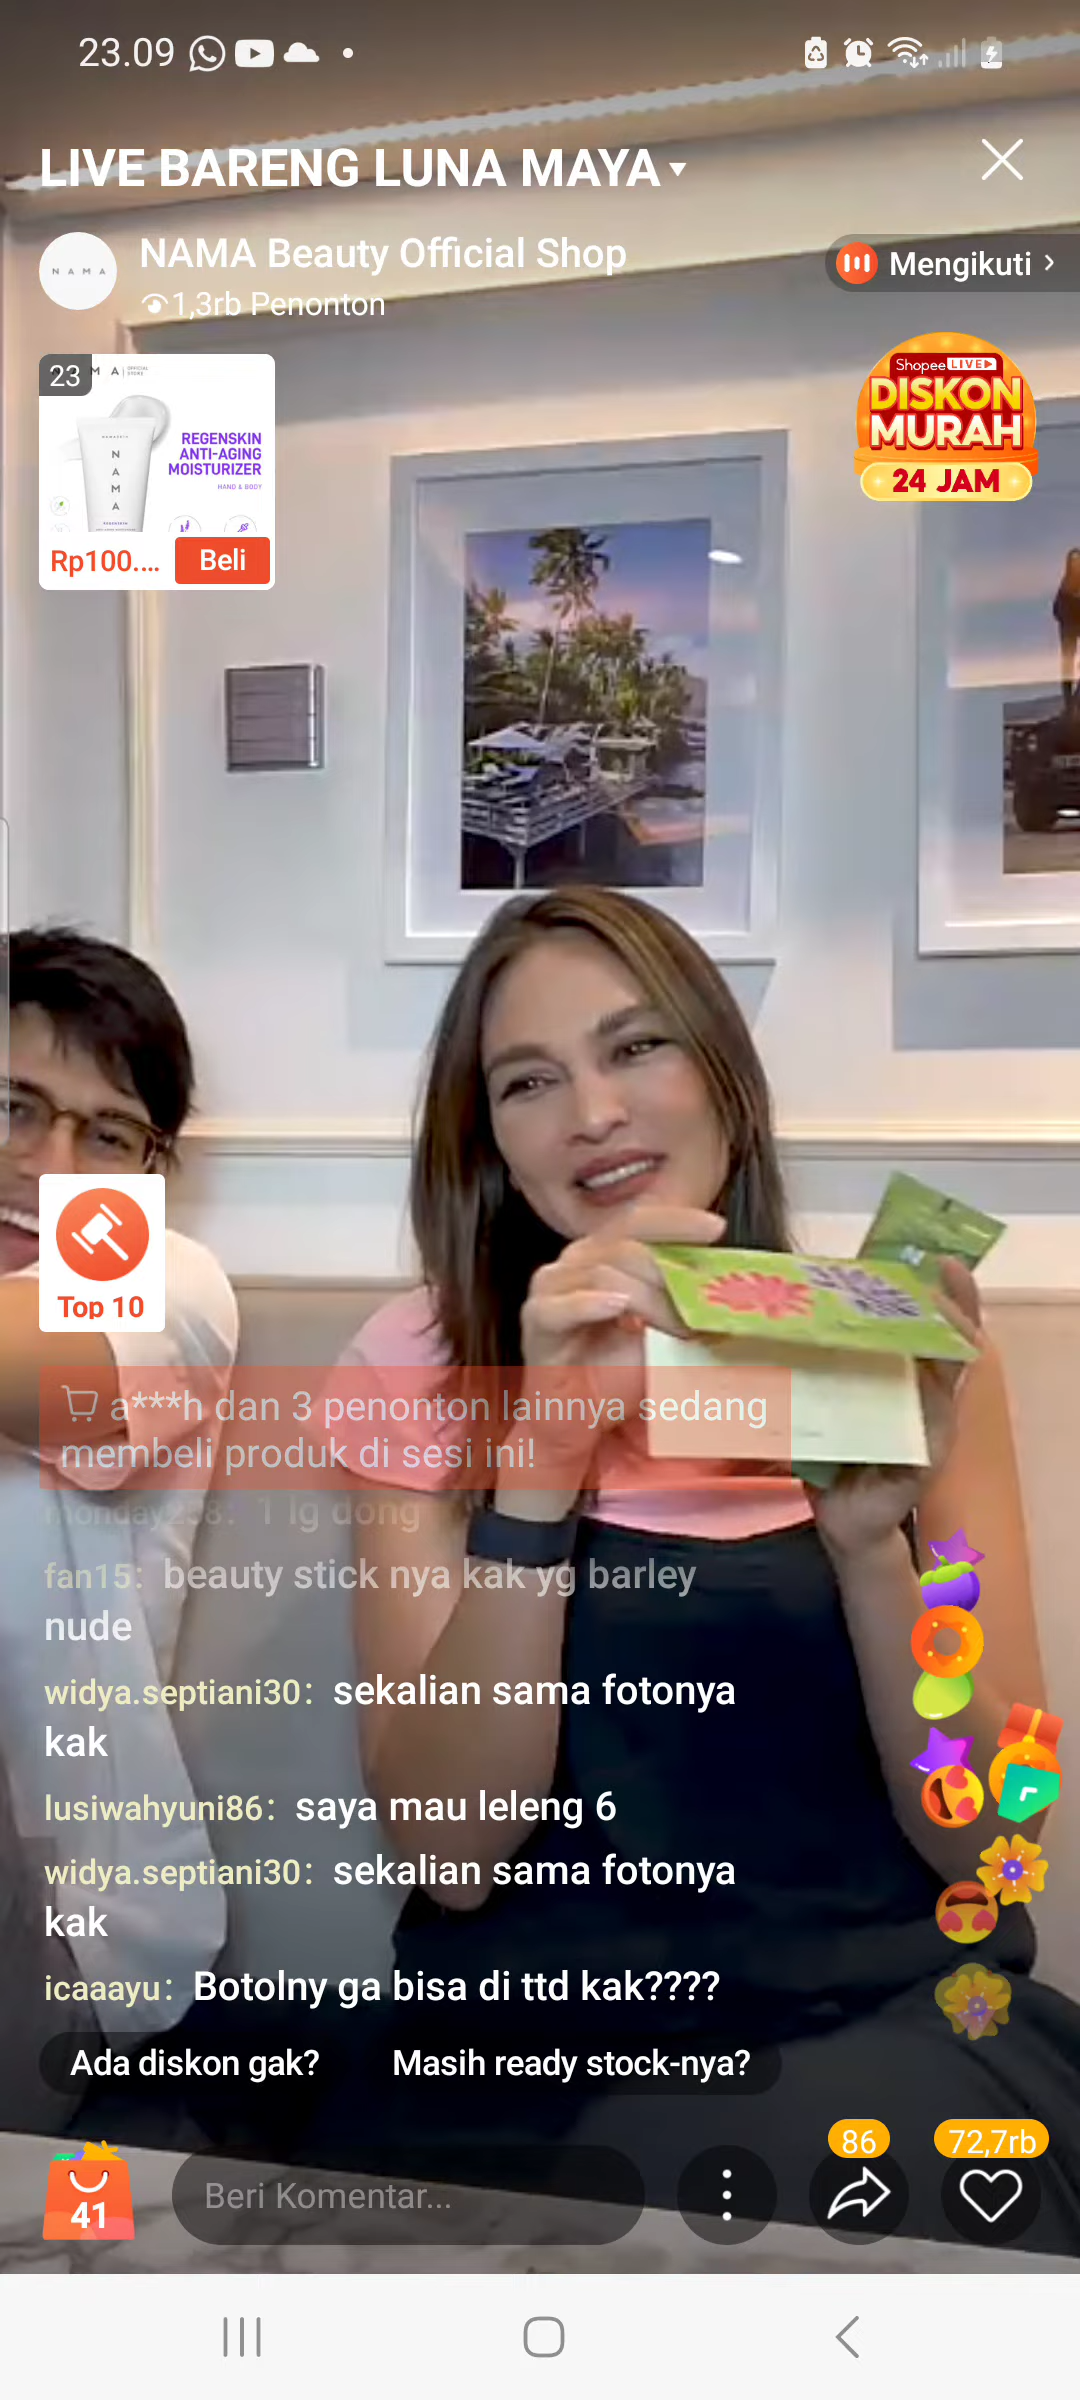 23.09
LIVE BARENG LUNA MAYA
NAMA
NAMA Beauty Official Shop
1,3rb Penonton
Mengikuti
23
M A | OFFICIAL STORE
Shopee LIVE
DISKON
MURAH
24 JAM
REGENSKIN
ANTI-AGING
MOISTURIZER
HAND & BODY
N
A
M
A
Rp100....
Beli
Top 10
a***h dan 3 penonton lainnya sedang
membeli produk di sesi ini!
monday238: 1 lg dong
fan15: beauty stick nya kak yg barley
nude
widya.septiani30: sekalian sama fotonya
kak
lusiwahyuni86: saya mau leleng 6
widya.septiani30: sekalian sama fotonya
kak
icaaayu: Botolny ga bisa di ttd kak????
Ada diskon gak?
Masih ready stock-nya?
41
Beri Komentar...
86
72,7rb